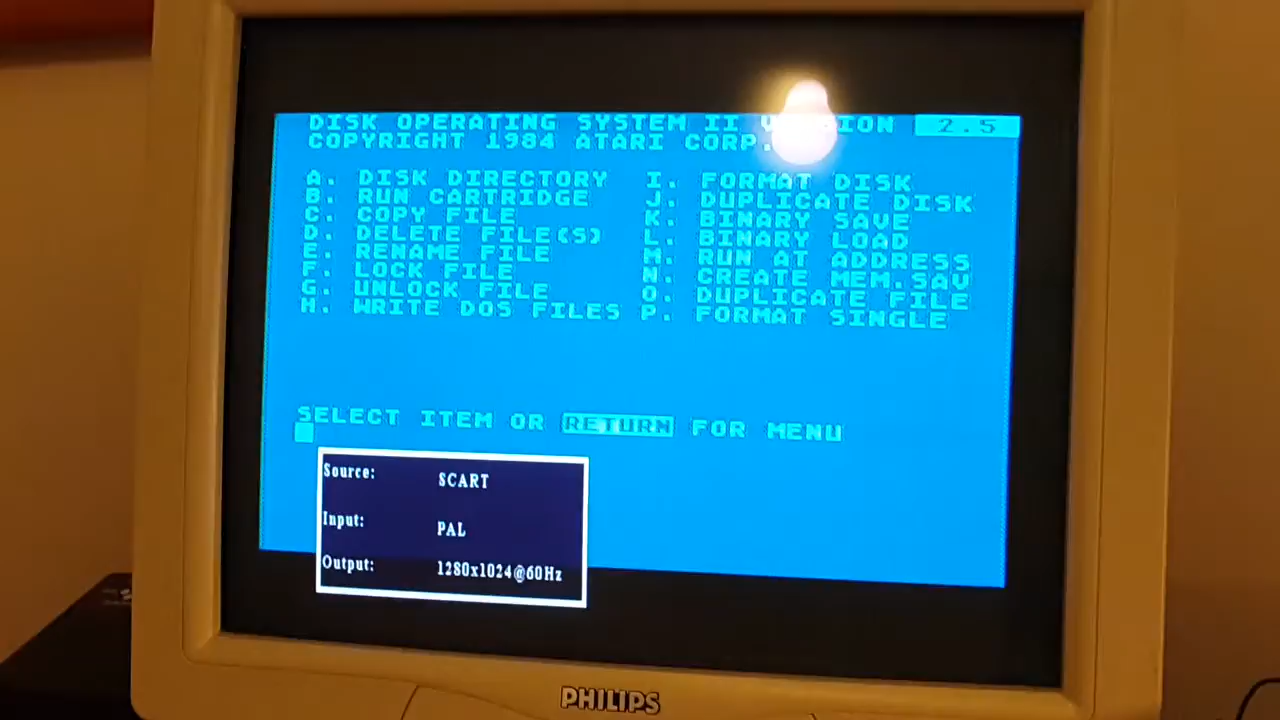 DISK OPERATING SYSTEM II VERSION 2.5
COPYRIGHT 1984 ATARI CORP.
A. DISK DIRECTORY I. FORMAT DISK
B. RUN CARTRIDGE J. DUPLICATE DISK
C. COPY FILE K. BINARY SAVE
D. DELETE FILE(S) L. BINARY LOAD
E. RENAME FILE M. RUN AT ADDRESS
F. LOCK FILE N. CREATE MEM.SAV
G. UNLOCK FILE O. DUPLICATE FILE
H. WRITE DOS FILES P. FORMAT SINGLE
SELECT ITEM OR RETURN FOR MENU
Source: SCART
Input: PAL
Output: 1280x1024@60Hz
PHILIPS